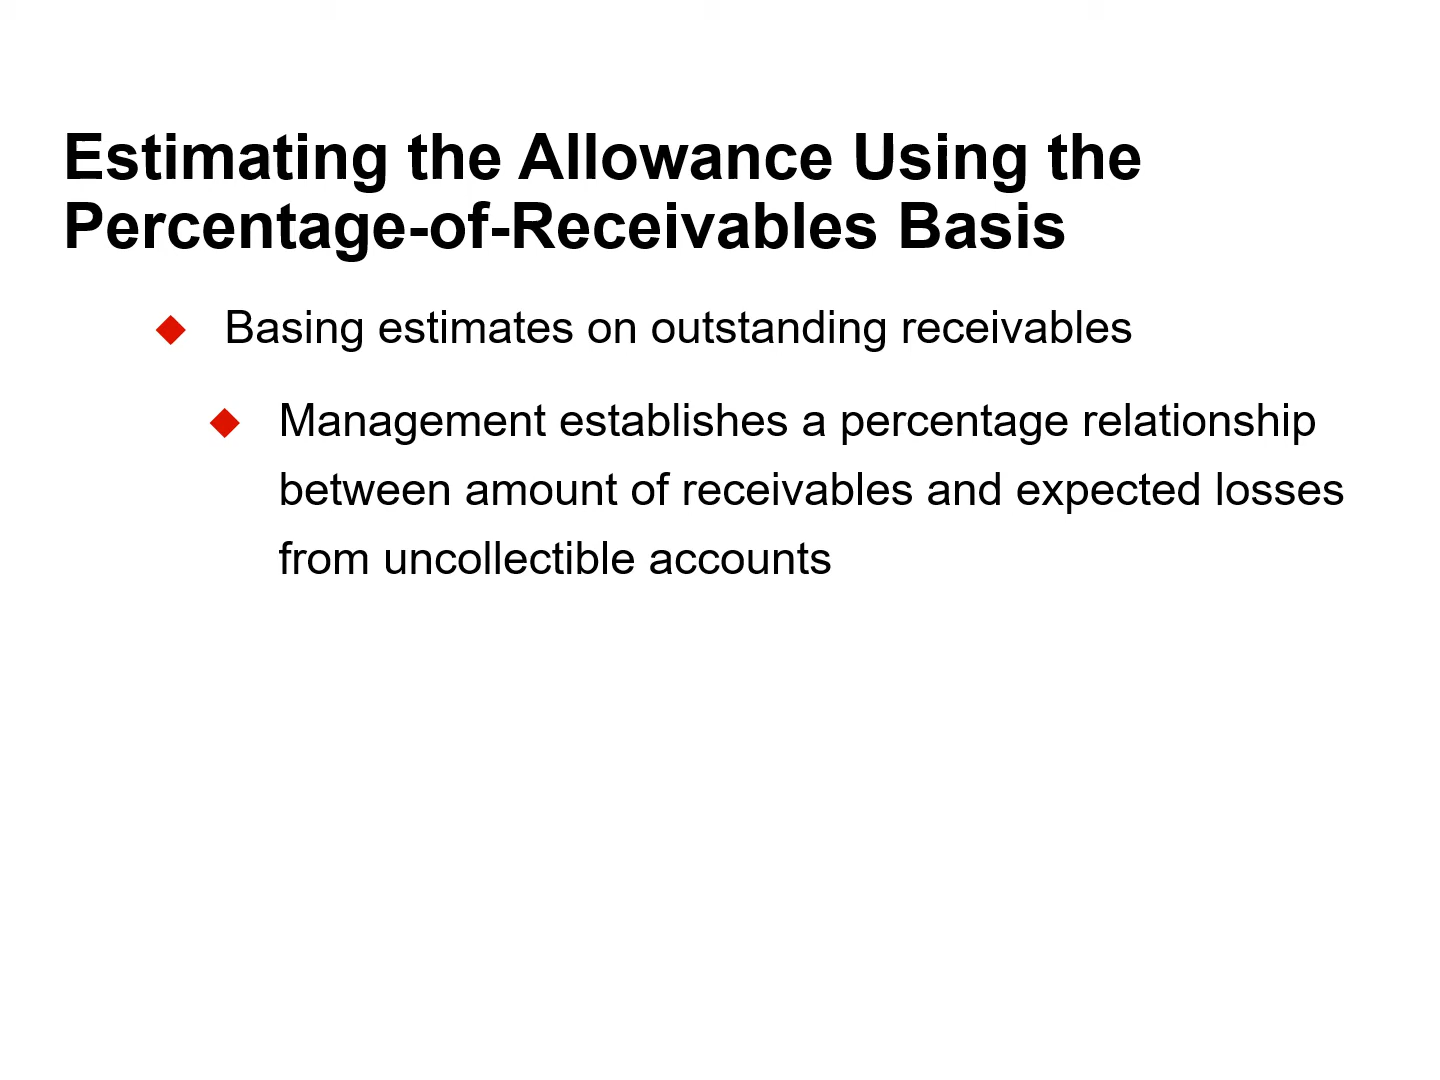 Estimating the Allowance Using the
Percentage-of-Receivables Basis
Basing estimates on outstanding receivables
Management establishes a percentage relationship
between amount of receivables and expected losses
from uncollectible accounts